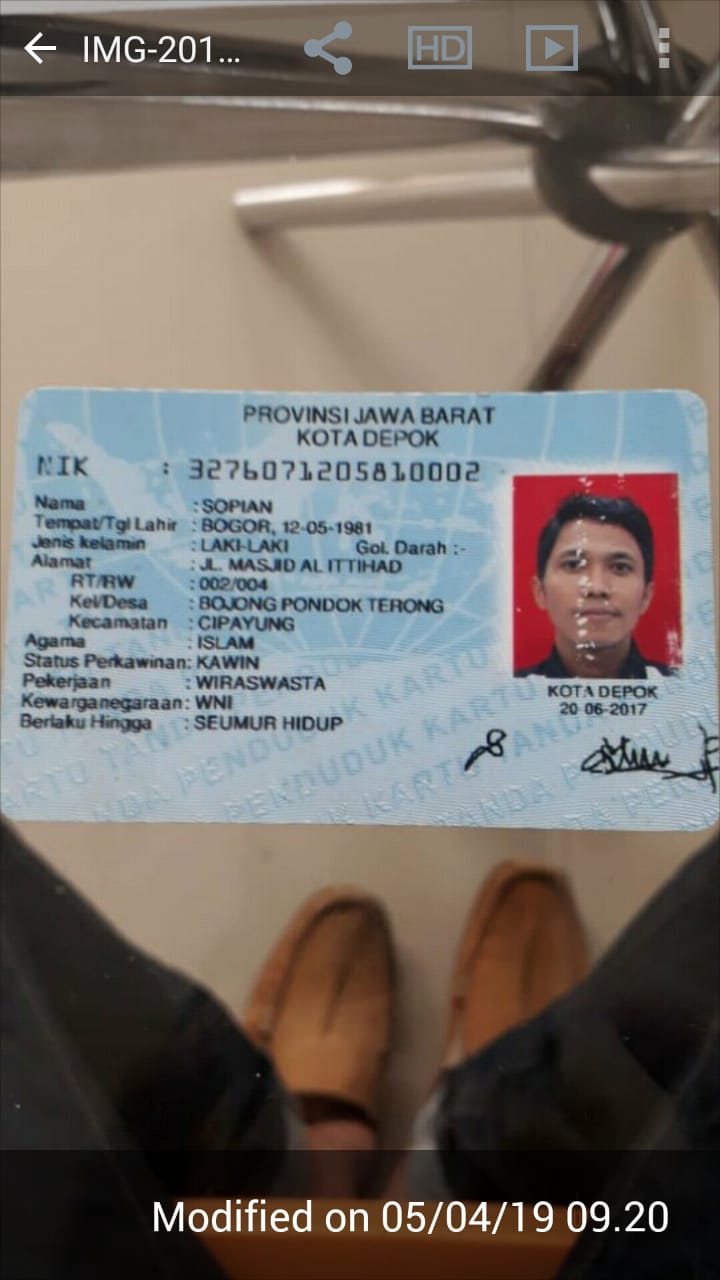 IMG-201...
HD
PROVINSI JAWA BARAT
KOTA DEPOK
NIK : 3276071205810002
Nama : SOPIAN
Tempat/Tgl Lahir : BOGOR, 12-05-1981
Jenis kelamin : LAKI-LAKI Gol. Darah :-
Alamat : JL. MASJID AL ITTIHAD
RT/RW : 002/004
Kel/Desa : BOJONG PONDOK TERONG
Kecamatan : CIPAYUNG
Agama : ISLAM
Status Perkawinan: KAWIN
Pekerjaan : WIRASWASTA
Kewarganegaraan: WNI
Berlaku Hingga : SEUMUR HIDUP
KOTA DEPOK
20-06-2017
Modified on 05/04/19 09.20